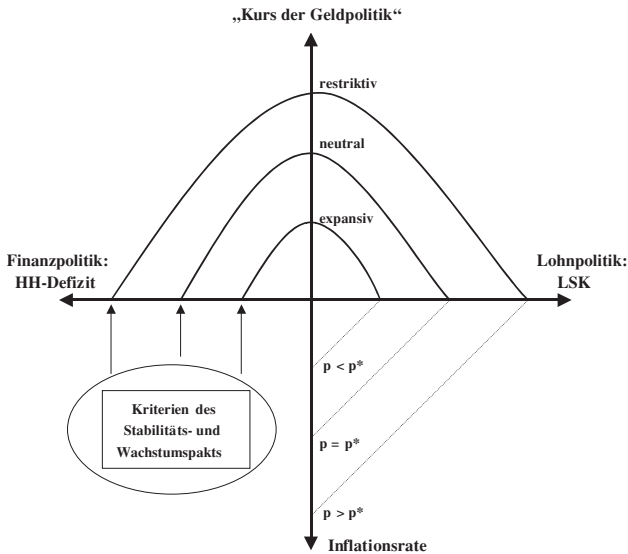 „Kurs der Geldpolitik“
restriktiv
neutral
expansiv
Finanzpolitik:
HH-Defizit
Lohnpolitik:
LSK
p < p*
Kriterien des
Stabilitäts- und
Wachstumspakts
p = p*
p > p*
Inflationsrate